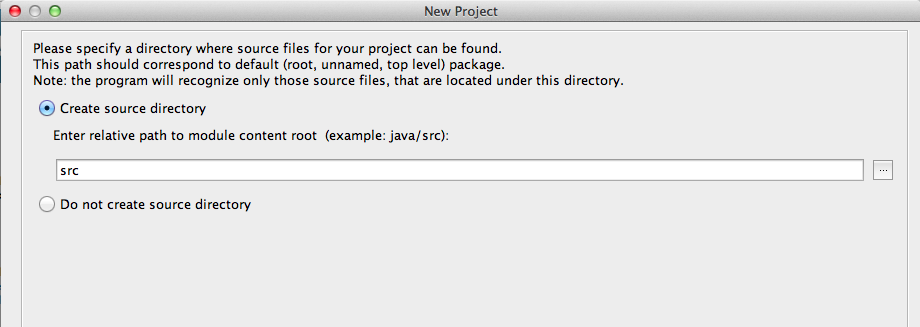 New Project
Please specify a directory where source files for your project can be found.
This path should correspond to default (root, unnamed, top level) package.
Note: the program will recognize only those source files, that are located under this directory.
Create source directory
Enter relative path to module content root  (example: java/src):
src
...
Do not create source directory